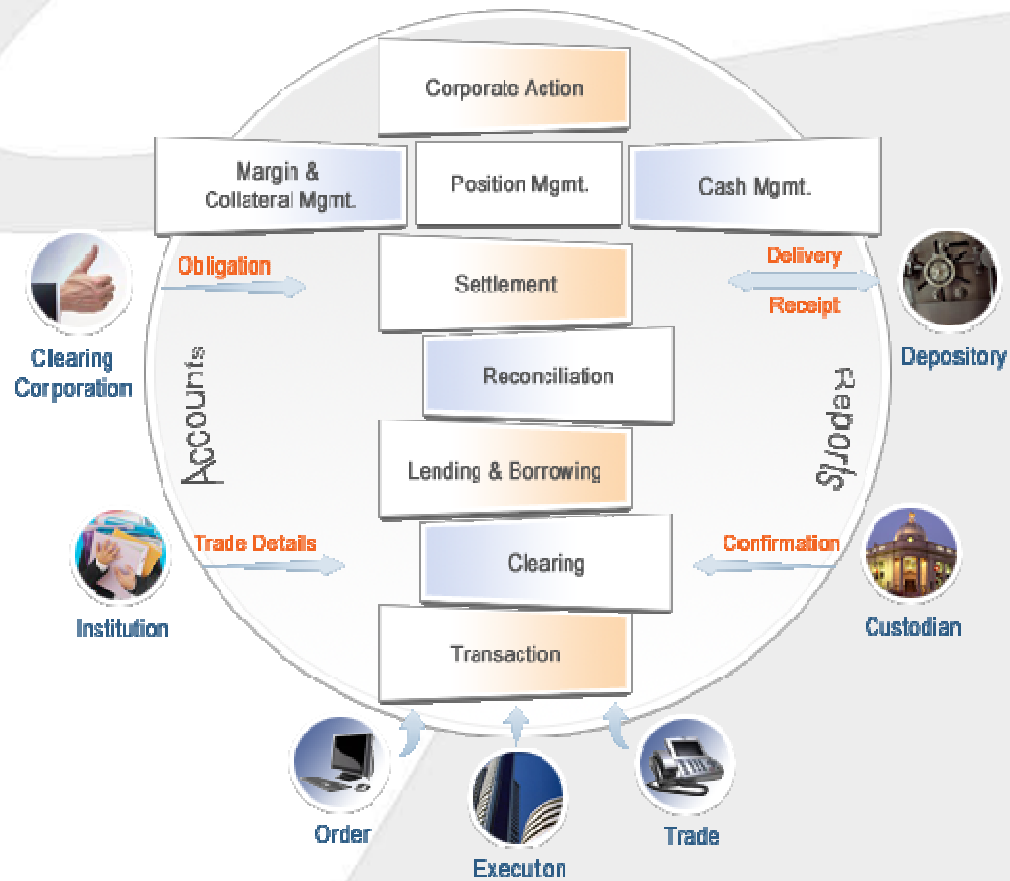 Corporate Action
Margin &
Collateral Mgmt.
Position Mgmt.
Cash Mgmt.
Obligation
Settlement
Delivery
Receipt
Clearing
Corporation
Depository
Reconciliation
Accounts
Reports
Lending & Borrowing
Trade Details
Clearing
Confirmation
Institution
Custodian
Transaction
Order
Executon
Trade